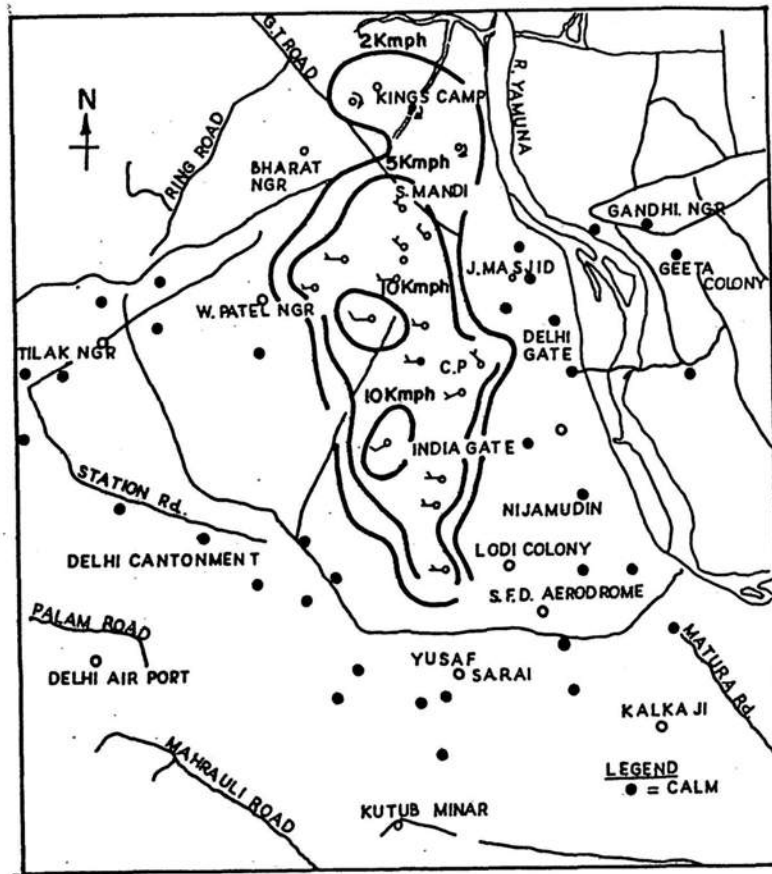 2Kmph
G.T ROAD
KINGS CAMP
R. YAMUNA
N
RING ROAD
5Kmph
BHARAT
NGR
S.MANDI
GANDHI. NGR
J.MASJID
GEETA
COLONY
10Kmph
W. PATEL NGR
DELHI
GATE
TILAK NGR
C.P
10Kmph
INDIA GATE
STATION Rd.
NIJAMUDIN
DELHI CANTONMENT
LODI COLONY
S.F.D. AERODROME
PALAM ROAD
MATURA Rd.
YUSAF
SARAI
DELHI AIR PORT
KALKAJI
MAHRAULI ROAD
LEGEND
● = CALM
KUTUB MINAR